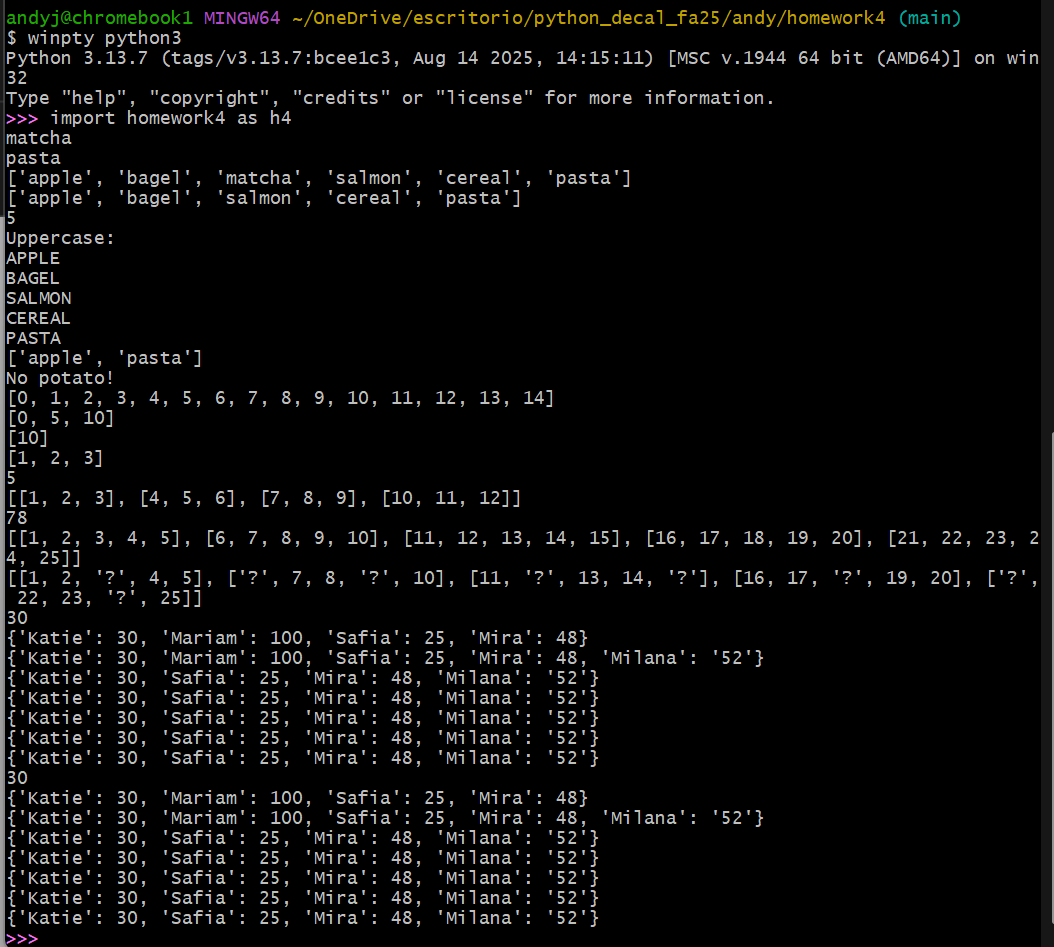 andyj@chromebook1 MINGW64 ~/OneDrive/escritorio/python_decal_fa25/andy/homework4 (main)
$ winpty python3
Python 3.13.7 (tags/v3.13.7:bcee1c3, Aug 14 2025, 14:15:11) [MSC v.1944 64 bit (AMD64)] on win
32
Type "help", "copyright", "credits" or "license" for more information.
>>> import homework4 as h4
matcha
pasta
['apple', 'bagel', 'matcha', 'salmon', 'cereal', 'pasta']
['apple', 'bagel', 'salmon', 'cereal', 'pasta']
5
Uppercase:
APPLE
BAGEL
SALMON
CEREAL
PASTA
['apple', 'pasta']
No potato!
[0, 1, 2, 3, 4, 5, 6, 7, 8, 9, 10, 11, 12, 13, 14]
[0, 5, 10]
[10]
[1, 2, 3]
5
[[1, 2, 3], [4, 5, 6], [7, 8, 9], [10, 11, 12]]
78
[[1, 2, 3, 4, 5], [6, 7, 8, 9, 10], [11, 12, 13, 14, 15], [16, 17, 18, 19, 20], [21, 22, 23, 2
4, 25]]
[[1, 2, '?', 4, 5], ['?', 7, 8, '?', 10], [11, '?', 13, 14, '?'], [16, 17, '?', 19, 20], ['?',
 22, 23, '?', 25]]
30
{'Katie': 30, 'Mariam': 100, 'Safia': 25, 'Mira': 48}
{'Katie': 30, 'Mariam': 100, 'Safia': 25, 'Mira': 48, 'Milana': '52'}
{'Katie': 30, 'Safia': 25, 'Mira': 48, 'Milana': '52'}
{'Katie': 30, 'Safia': 25, 'Mira': 48, 'Milana': '52'}
{'Katie': 30, 'Safia': 25, 'Mira': 48, 'Milana': '52'}
{'Katie': 30, 'Safia': 25, 'Mira': 48, 'Milana': '52'}
{'Katie': 30, 'Safia': 25, 'Mira': 48, 'Milana': '52'}
30
{'Katie': 30, 'Mariam': 100, 'Safia': 25, 'Mira': 48}
{'Katie': 30, 'Mariam': 100, 'Safia': 25, 'Mira': 48, 'Milana': '52'}
{'Katie': 30, 'Safia': 25, 'Mira': 48, 'Milana': '52'}
{'Katie': 30, 'Safia': 25, 'Mira': 48, 'Milana': '52'}
{'Katie': 30, 'Safia': 25, 'Mira': 48, 'Milana': '52'}
{'Katie': 30, 'Safia': 25, 'Mira': 48, 'Milana': '52'}
{'Katie': 30, 'Safia': 25, 'Mira': 48, 'Milana': '52'}
>>>